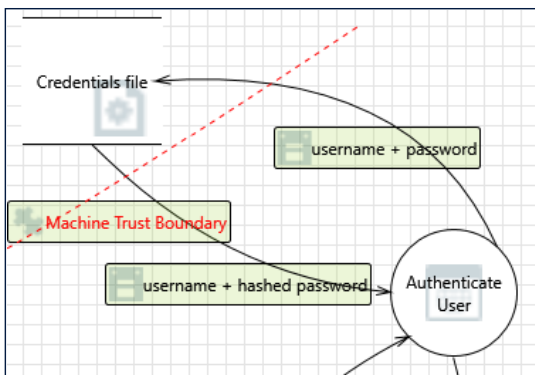 Credentials file
username + password
Machine Trust Boundary
username + hashed password
Authenticate
User